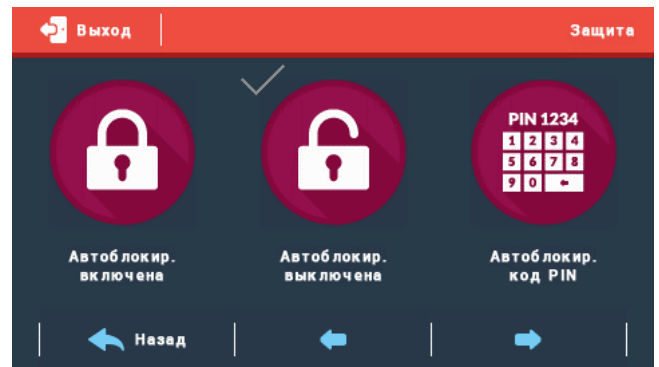 Выход
Защита
PIN 1234
1 2 3 4
5 6 7 8
9 0
Автоблокир.
включена
Автоблокир.
выключена
Автоблокир.
код PIN
Назад